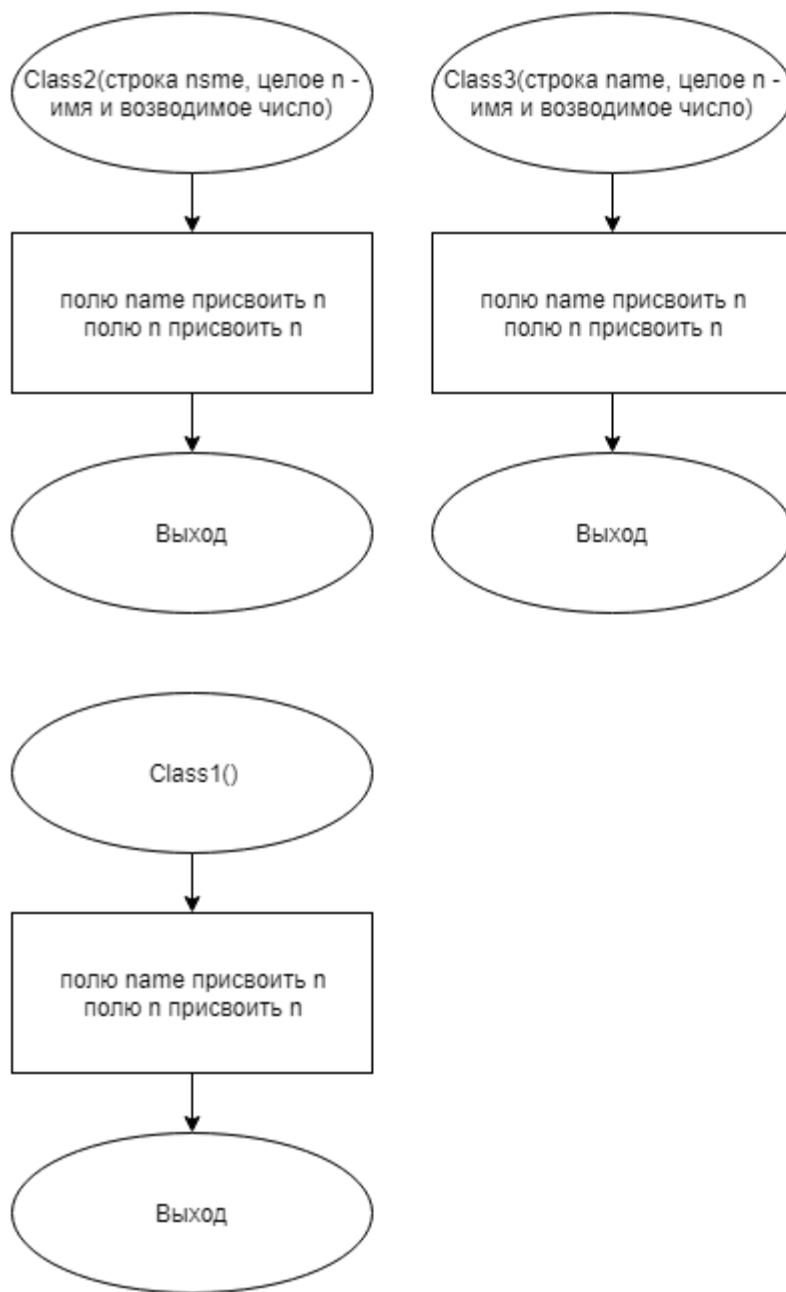 Class2(строка nsme, целое n -
имя и возводимое число)
Class3(строка name, целое n -
имя и возводимое число)
полю name присвоить n
полю n присвоить n
полю name присвоить n
полю n присвоить n
Выход
Выход
Class1()
полю name присвоить n
полю n присвоить n
Выход